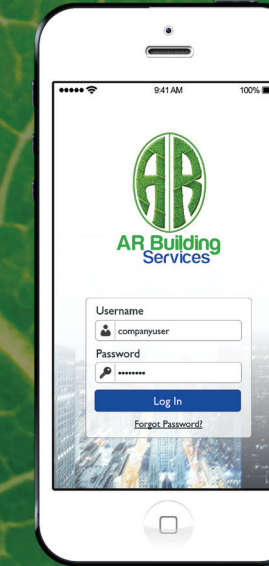 9:41 AM 100%
AR
AR Building
Services
Username
companyuser
Password
••••••••
Log In
Forgot Password?